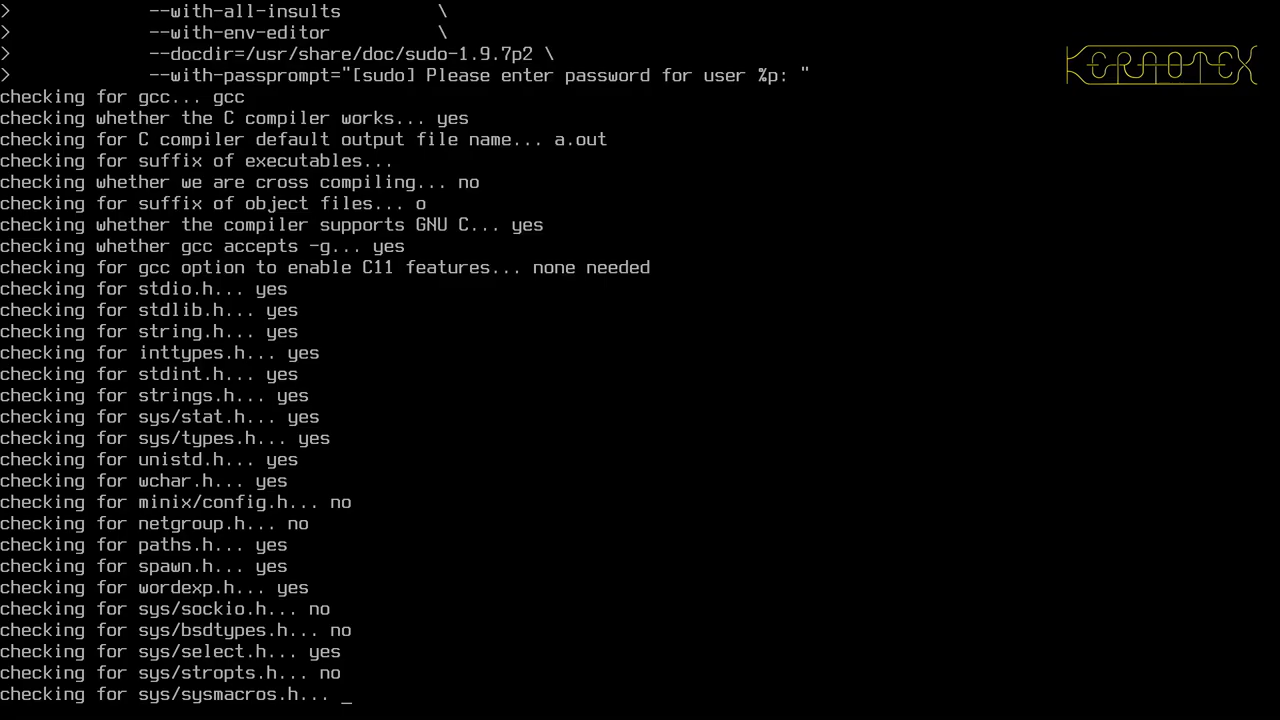 >             --with-all-insults         \
>             --with-env-editor          \
>             --docdir=/usr/share/doc/sudo-1.9.7p2 \
>             --with-passprompt="[sudo] Please enter password for user %p: "
KERNOTEX
checking for gcc... gcc
checking whether the C compiler works... yes
checking for C compiler default output file name... a.out
checking for suffix of executables...
checking whether we are cross compiling... no
checking for suffix of object files... o
checking whether the compiler supports GNU C... yes
checking whether gcc accepts -g... yes
checking for gcc option to enable C11 features... none needed
checking for stdio.h... yes
checking for stdlib.h... yes
checking for string.h... yes
checking for inttypes.h... yes
checking for stdint.h... yes
checking for strings.h... yes
checking for sys/stat.h... yes
checking for sys/types.h... yes
checking for unistd.h... yes
checking for wchar.h... yes
checking for minix/config.h... no
checking for netgroup.h... no
checking for paths.h... yes
checking for spawn.h... yes
checking for wordexp.h... yes
checking for sys/sockio.h... no
checking for sys/bsdtypes.h... no
checking for sys/select.h... yes
checking for sys/stropts.h... no
checking for sys/sysmacros.h... _